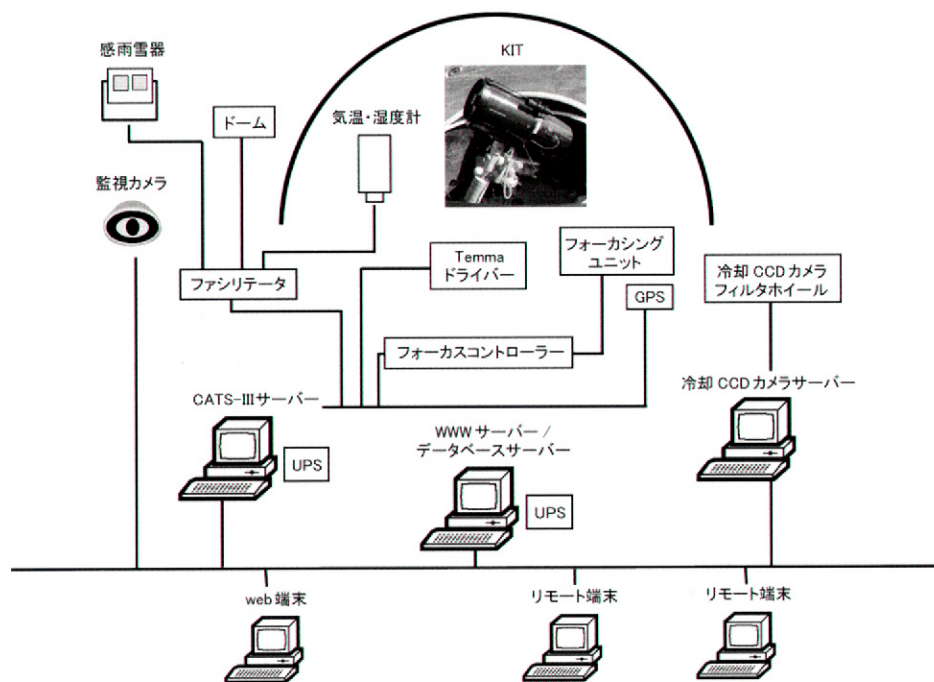 感雨雪器
KIT
ドーム
気温・湿度計
監視カメラ
Temma
ドライバー
フォーカシング
ユニット
冷却 CCD カメラ
フィルタホイール
ファシリテータ
GPS
フォーカスコントローラー
冷却 CCD カメラサーバー
CATS-IIIサーバー
WWW サーバー /
データベースサーバー
UPS
UPS
web 端末
リモート端末
リモート端末